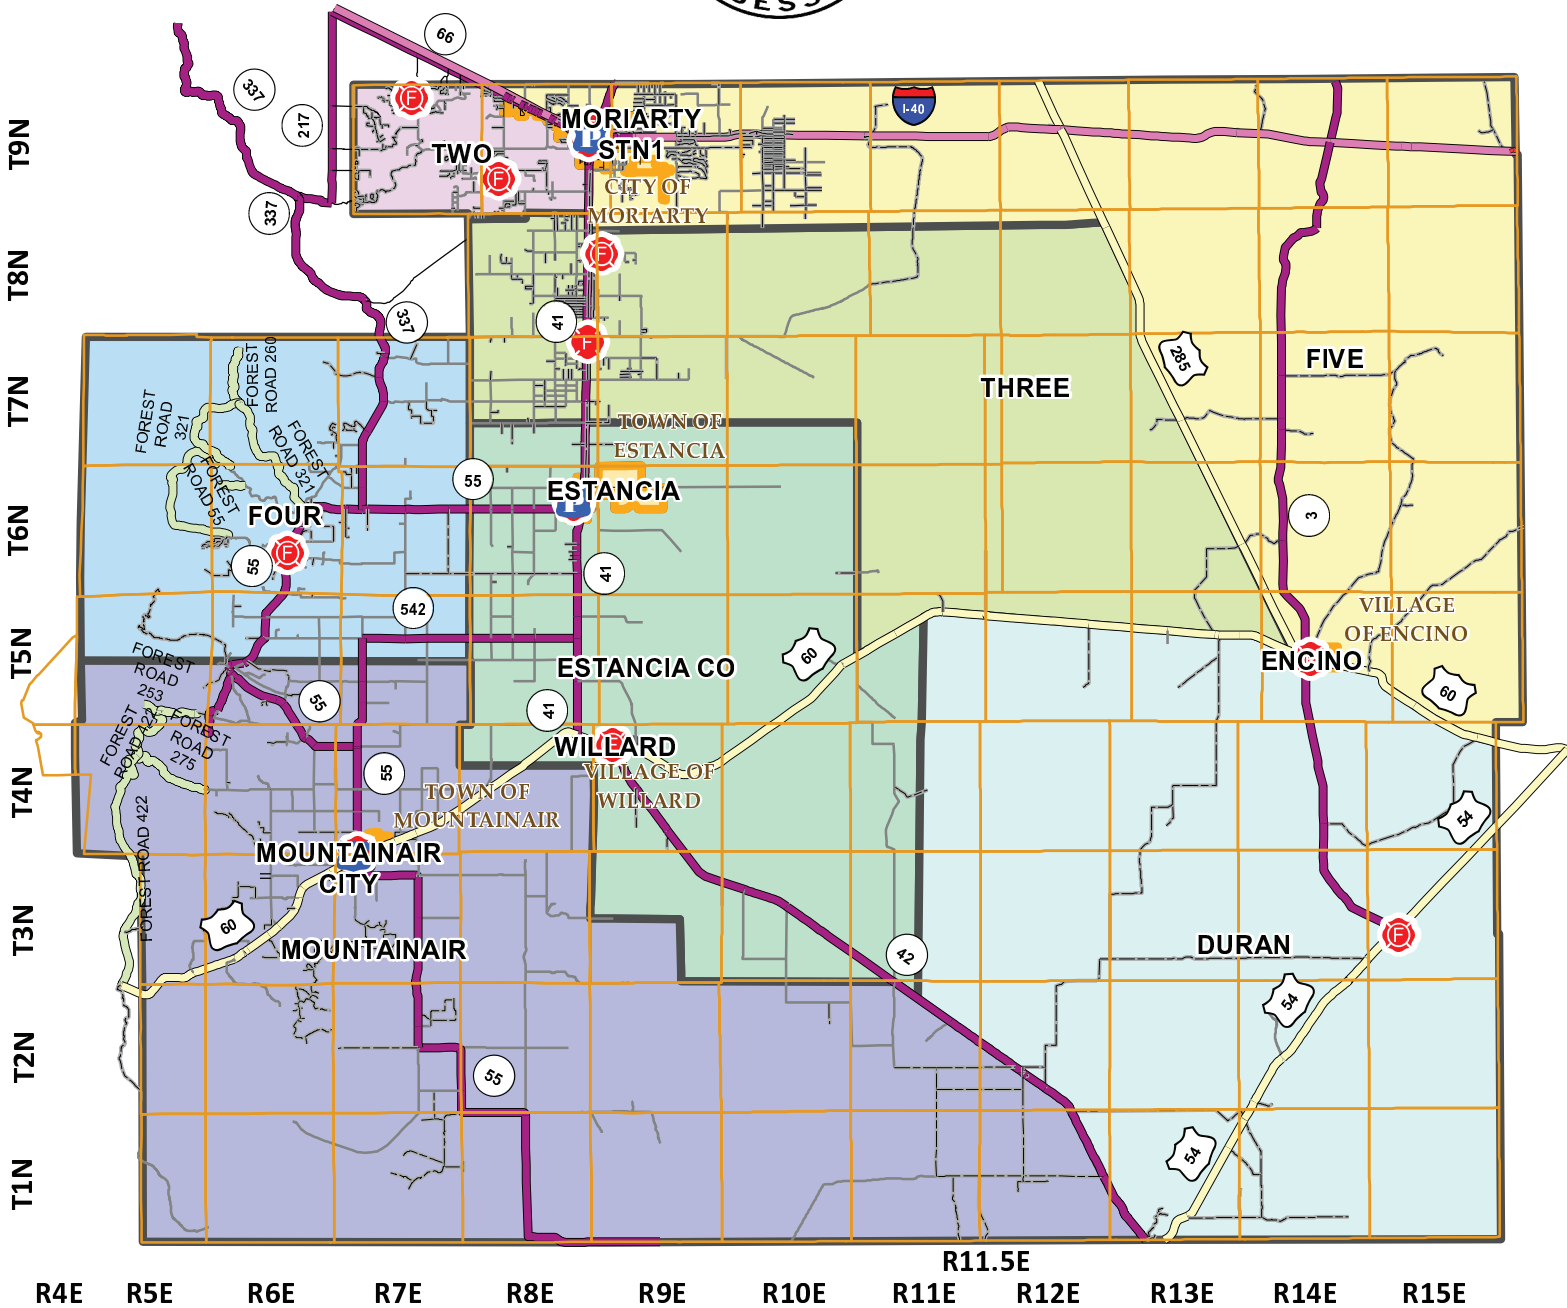 ESS
66
337
217
I-40
T9N
MORIARTY
STN1
TWO
F
F
CITY OF
MORIARTY
337
T8N
F
337
41
F
285
FIVE
THREE
FOREST
ROAD 260
FOREST
ROAD
321
FOREST
ROAD 321
T7N
TOWN OF
ESTANCIA
55
ESTANCIA
FOREST
ROAD 55
FOUR
T6N
F
55
3
41
542
VILLAGE
OF ENCINO
T5N
FOREST
ROAD
253
60
ENCINO
ESTANCIA CO
55
41
60
FOREST
ROAD 422
FOREST
ROAD
275
WILLARD
VILLAGE OF
WILLARD
55
T4N
TOWN OF
MOUNTAINAIR
54
FOREST ROAD 422
MOUNTAINAIR
CITY
60
T3N
MOUNTAINAIR
DURAN
F
42
54
T2N
55
54
T1N
R11.5E
R4E R5E R6E R7E R8E R9E R10E R11E R12E R13E R14E R15E